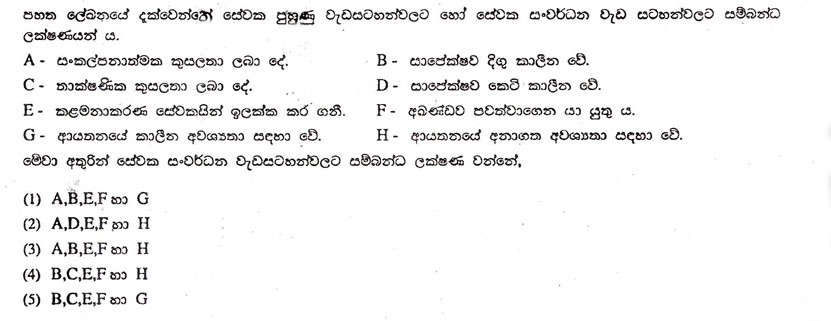 පහත ලේඛනයේ දැක්වෙන්නේ සේවක පුහුණු වැඩසටහන්වලට හෝ සේවක සංවර්ධන වැඩ සටහන්වලට සම්බන්ධ
ලක්ෂණයන් ය.
A - සංකල්පනාත්මක කුසලතා ලබා දේ. B - සාපේක්ෂව දිගු කාලීන වේ.
C - තාක්ෂණික කුසලතා ලබා දේ. D - සාපේක්ෂව කෙටි කාලීන වේ.
E - කළමනාකරණ සේවකයින් ඉලක්ක කර ගනී. F - අඛණ්ඩව පවත්වාගෙන යා යුතු ය.
G - ආයතනයේ කාලීන අවශ්‍යතා සඳහා වේ. H - ආයතනයේ අනාගත අවශ්‍යතා සඳහා වේ.
මේවා අතුරින් සේවක සංවර්ධන වැඩසටහන්වලට සම්බන්ධ ලක්ෂණ වන්නේ,
(1) A,B,E,F හා G
(2) A,D,E,F හා H
(3) A,B,E,F හා H
(4) B,C,E,F හා H
(5) B,C,E,F හා G